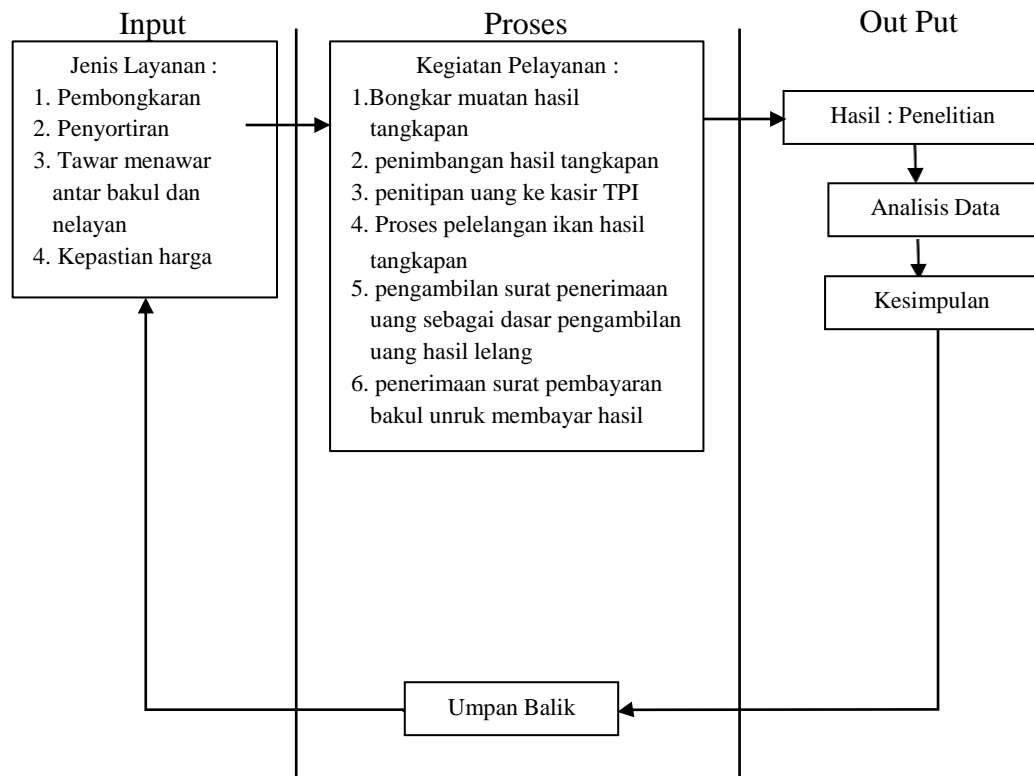 Input
Jenis Layanan :
1. Pembongkaran
2. Penyortiran
3. Tawar menawar
antar bakul dan
nelayan
4. Kepastian harga
Proses
Kegiatan Pelayanan :
1.Bongkar muatan hasil
tangkapan
2. penimbangan hasil tangkapan
3. penitipan uang ke kasir TPI
4. Proses pelelangan ikan hasil
tangkapan
5. pengambilan surat penerimaan
uang sebagai dasar pengambilan
uang hasil lelang
6. penerimaan surat pembayaran
bakul unruk membayar hasil
Out Put
Hasil : Penelitian
Analisis Data
Kesimpulan
Umpan Balik